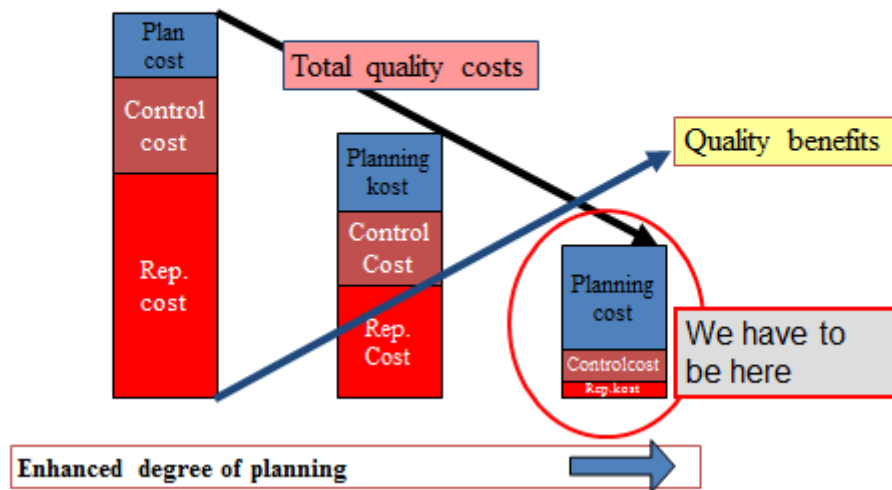 Plan
cost
Control
cost
Rep.
cost
Total quality costs
Planning
kost
Control
Cost
Rep.
Cost
Quality benefits
Planning
cost
Controlcost
Rep.kost
We have to
be here
Enhanced degree of planning